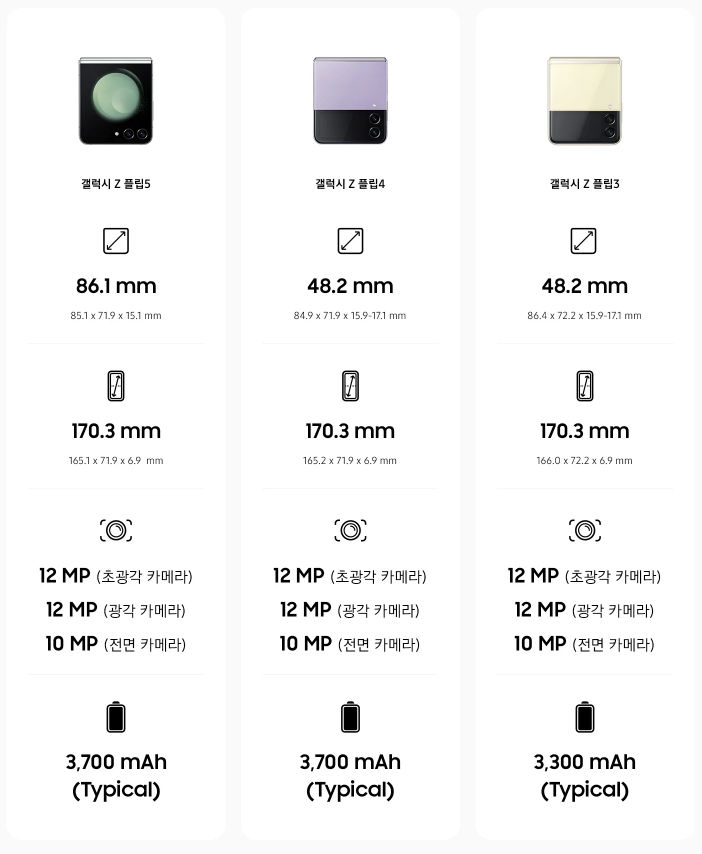 갤럭시 Z 플립5
86.1 mm
85.1 x 71.9 x 15.1 mm
170.3 mm
165.1 x 71.9 x 6.9 mm
12 MP (초광각 카메라)
12 MP (광각 카메라)
10 MP (전면 카메라)
3,700 mAh
(Typical)
갤럭시 Z 플립4
48.2 mm
84.9 x 71.9 x 15.9-17.1 mm
170.3 mm
165.2 x 71.9 x 6.9 mm
12 MP (초광각 카메라)
12 MP (광각 카메라)
10 MP (전면 카메라)
3,700 mAh
(Typical)
갤럭시 Z 플립3
48.2 mm
86.4 x 72.2 x 15.9-17.1 mm
170.3 mm
166.0 x 72.2 x 6.9 mm
12 MP (초광각 카메라)
12 MP (광각 카메라)
10 MP (전면 카메라)
3,300 mAh
(Typical)